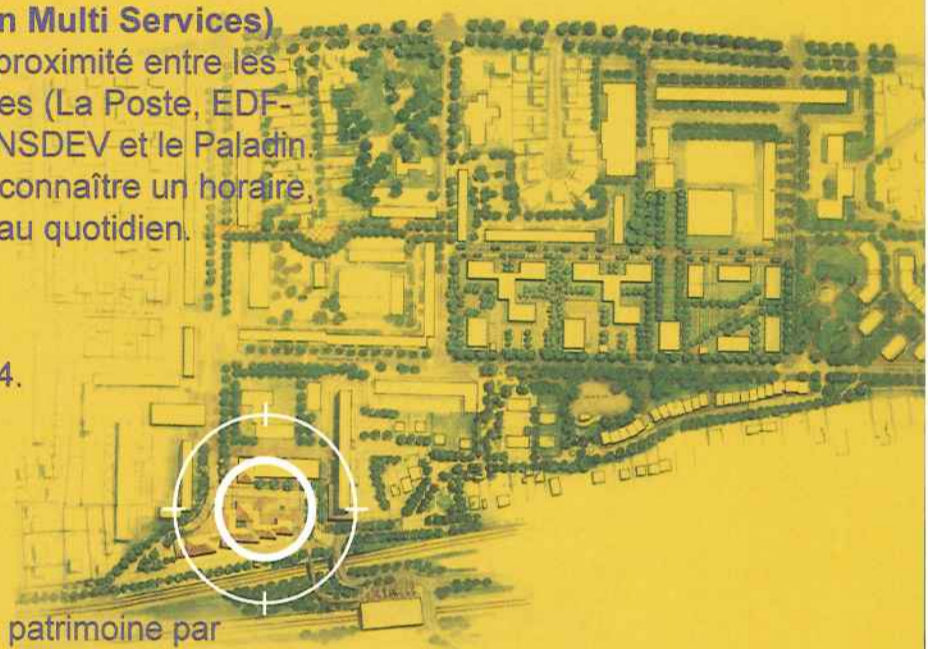 n Multi Services)
proximité entre les
es (La Poste, EDF-
NSDEV et le Paladin.
connaître un horaire,
au quotidien.
4.
patrimoine par